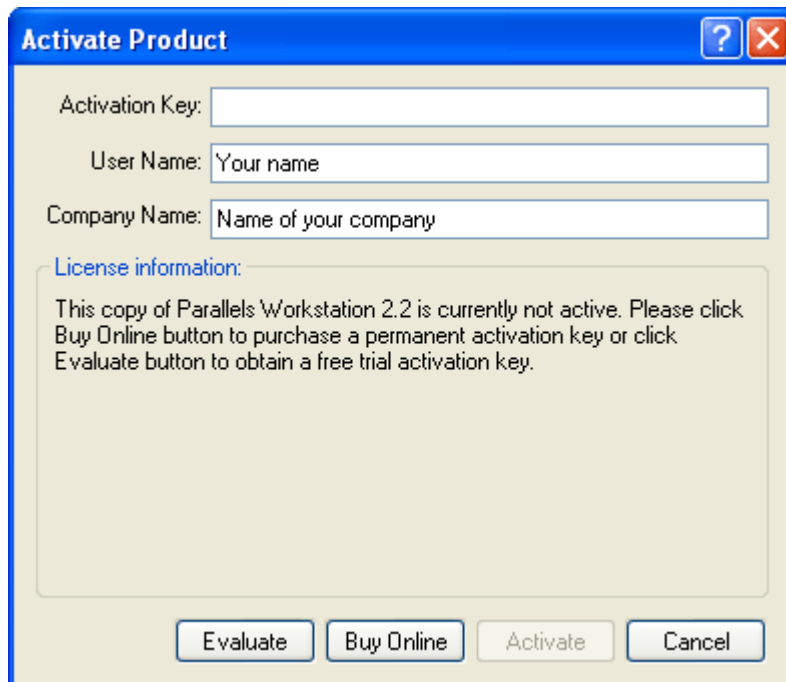 Activate Product
Activation Key:
User Name: Your name
Company Name: Name of your company
License information:
This copy of Parallels Workstation 2.2 is currently not active. Please click
Buy Online button to purchase a permanent activation key or click
Evaluate button to obtain a free trial activation key.
Evaluate Buy Online Activate Cancel